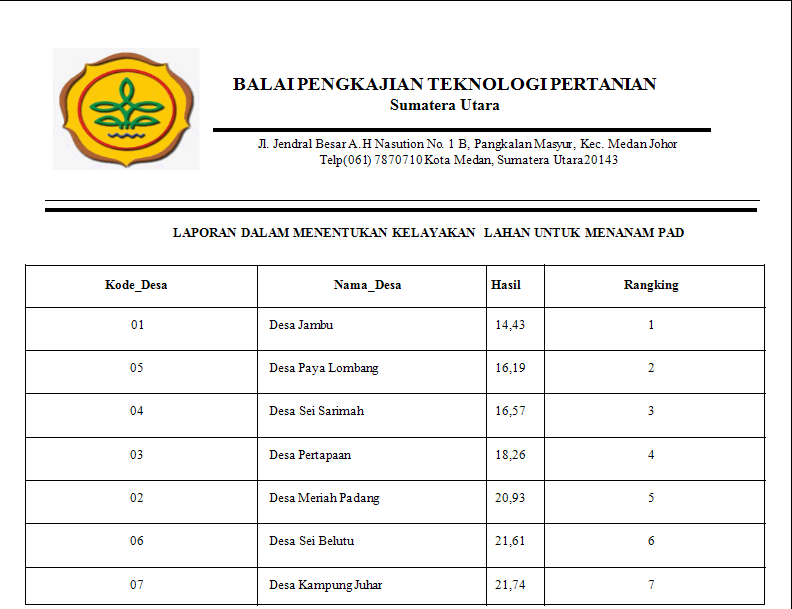 BALAI PENGKAJIAN TEKNOLOGI PERTANIAN
Sumatera Utara
Jl. Jendral Besar A.H Nasution No. 1 B, Pangkalan Masyur, Kec. Medan Johor
Telp(061) 7870710 Kota Medan, Sumatera Utara20143
LAPORAN DALAM MENENTUKAN KELAYAKAN LAHAN UNTUK MENANAM PAD
Kode_Desa Nama_Desa Hasil Rangking
01 Desa Jambu 14,43 1
05 Desa Paya Lombang 16,19 2
04 Desa Sei Sarimah 16,57 3
03 Desa Pertapaan 18,26 4
02 Desa Meriah Padang 20,93 5
06 Desa Sei Belutu 21,61 6
07 Desa Kampung Juhar 21,74 7